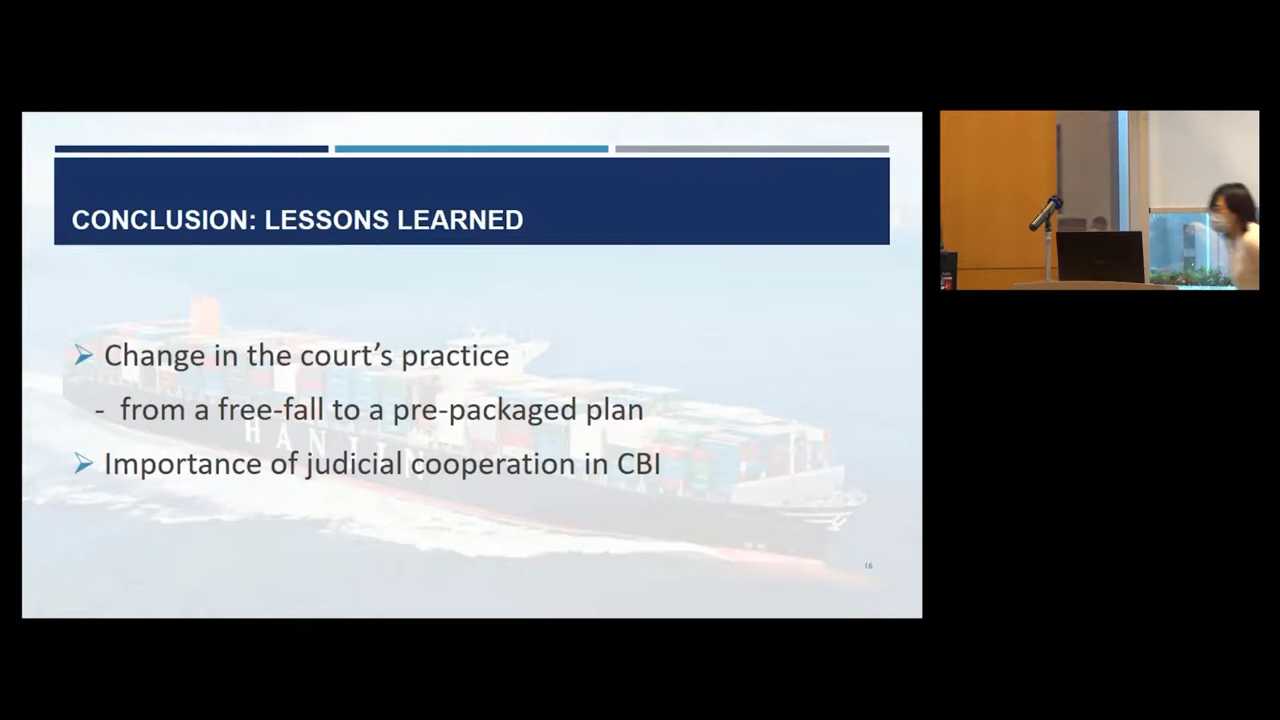 CONCLUSION: LESSONS LEARNED
Change in the court's practice
- from a free-fall to a pre-packaged plan
Importance of judicial cooperation in CBI
HANJIN
16